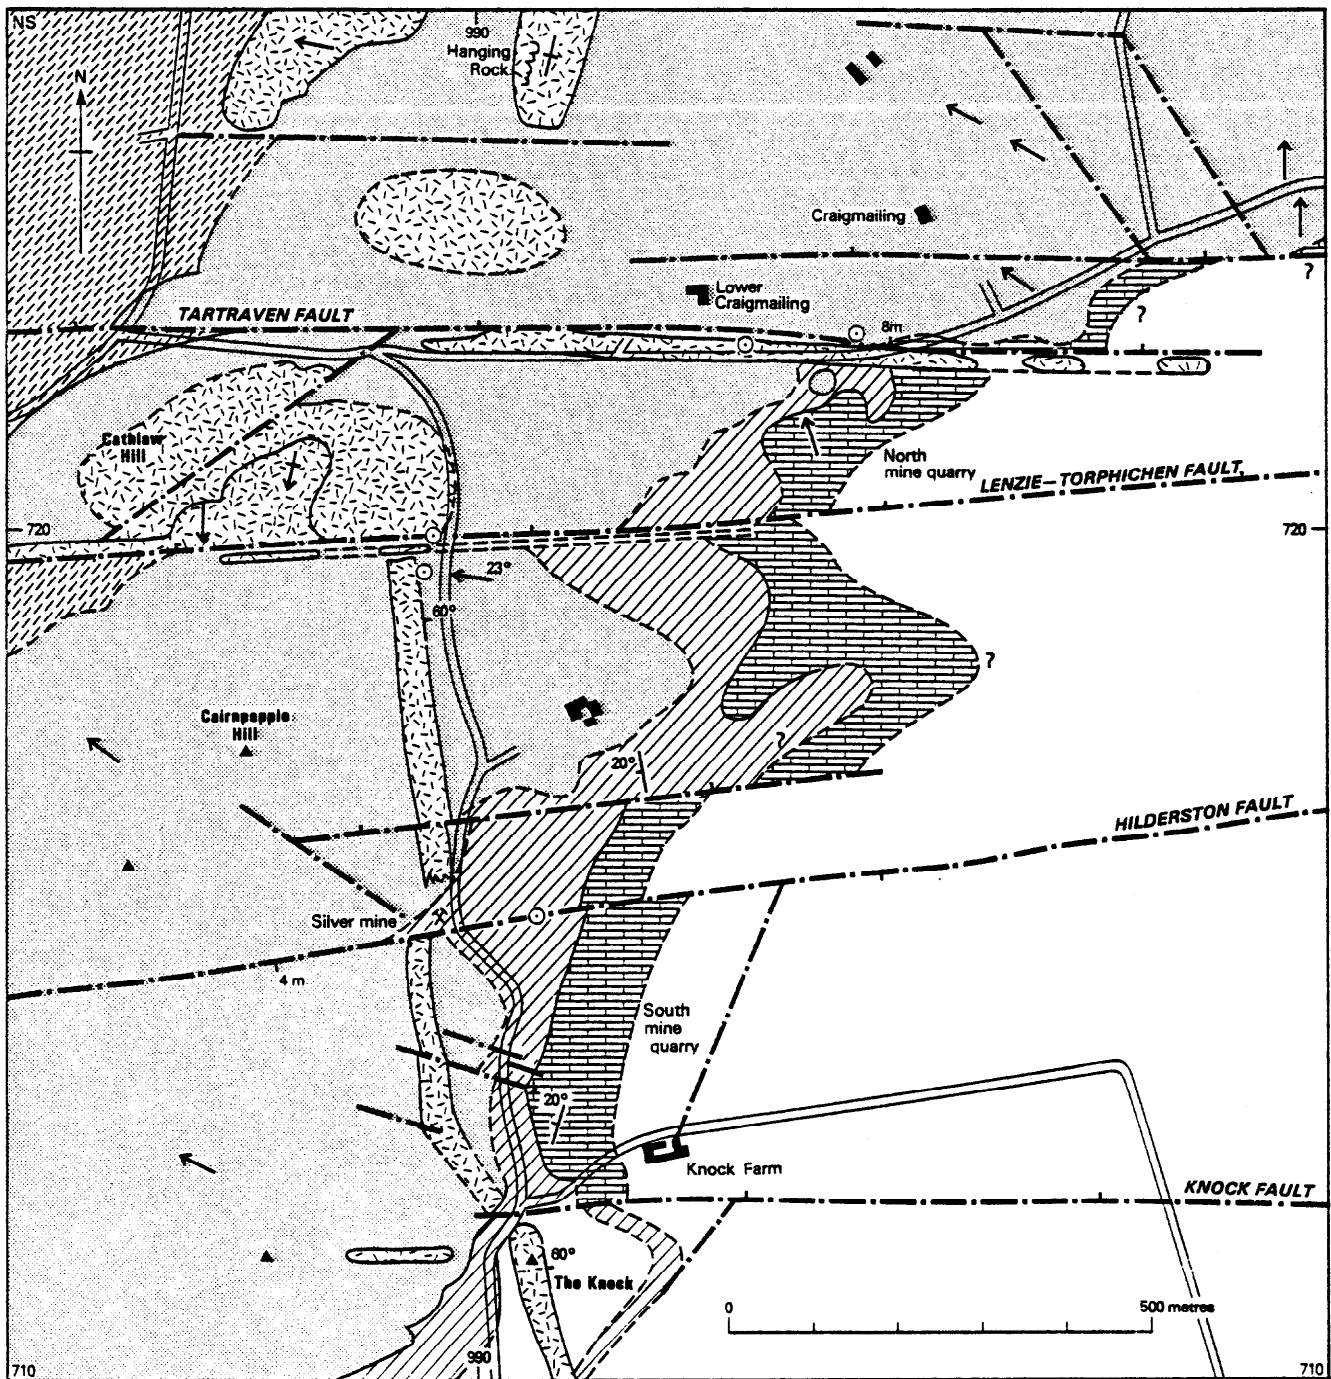 NS
990
Hanging
Rock
N
Craigmailing
?
Lower
Craigmailing
TARTRAVEN FAULT
?
8m
Cathlaw
Hill
North
mine quarry
LENZIE–TORPHICHEN FAULT
720
720
23°
60°
?
Cairnpapple
Hill
?
20°
HILDERSTON FAULT
Silver mine
4 m
South
mine
quarry
20°
Knock Farm
KNOCK FAULT
60°
The Knock
0
500 metres
990
710
710